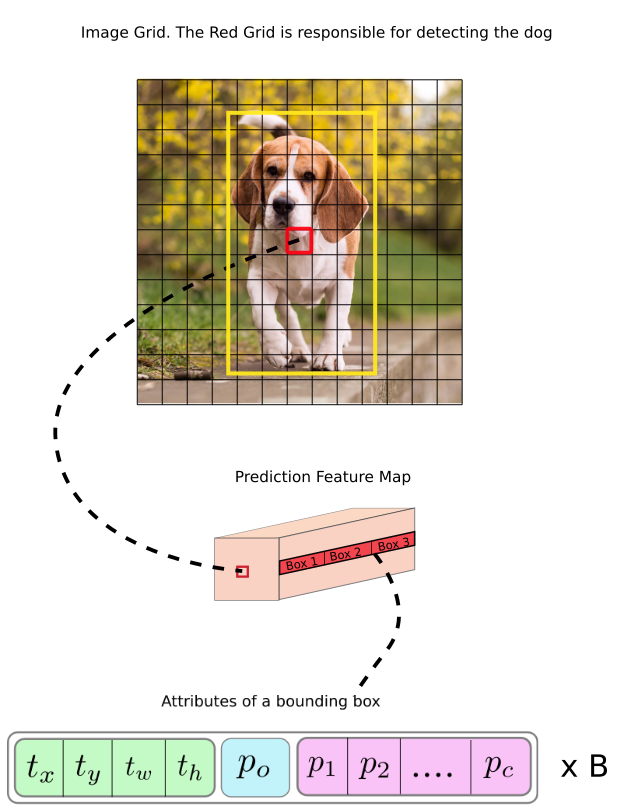 Image Grid. The Red Grid is responsible for detecting the dog
Prediction Feature Map
Box 1 Box 2 Box 3
Attributes of a bounding box
t_x t_y t_w t_h p_o p_1 p_2 .... p_c x B